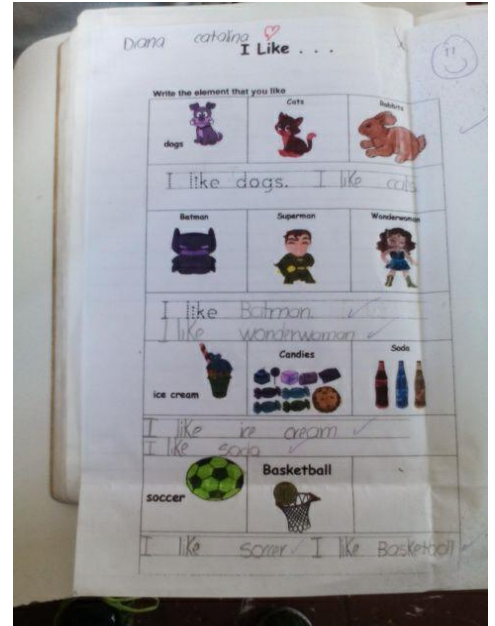 Diana catalina
I Like . . .
Write the element that you like
dogs Cats Rabbits
I like dogs. I like cats
Batman Superman Wonderwoman
I like Batman.
I like wonderwoman
ice cream Candies Soda
I like ice cream
I like soda
soccer Basketball
I like soccer I like Basketball